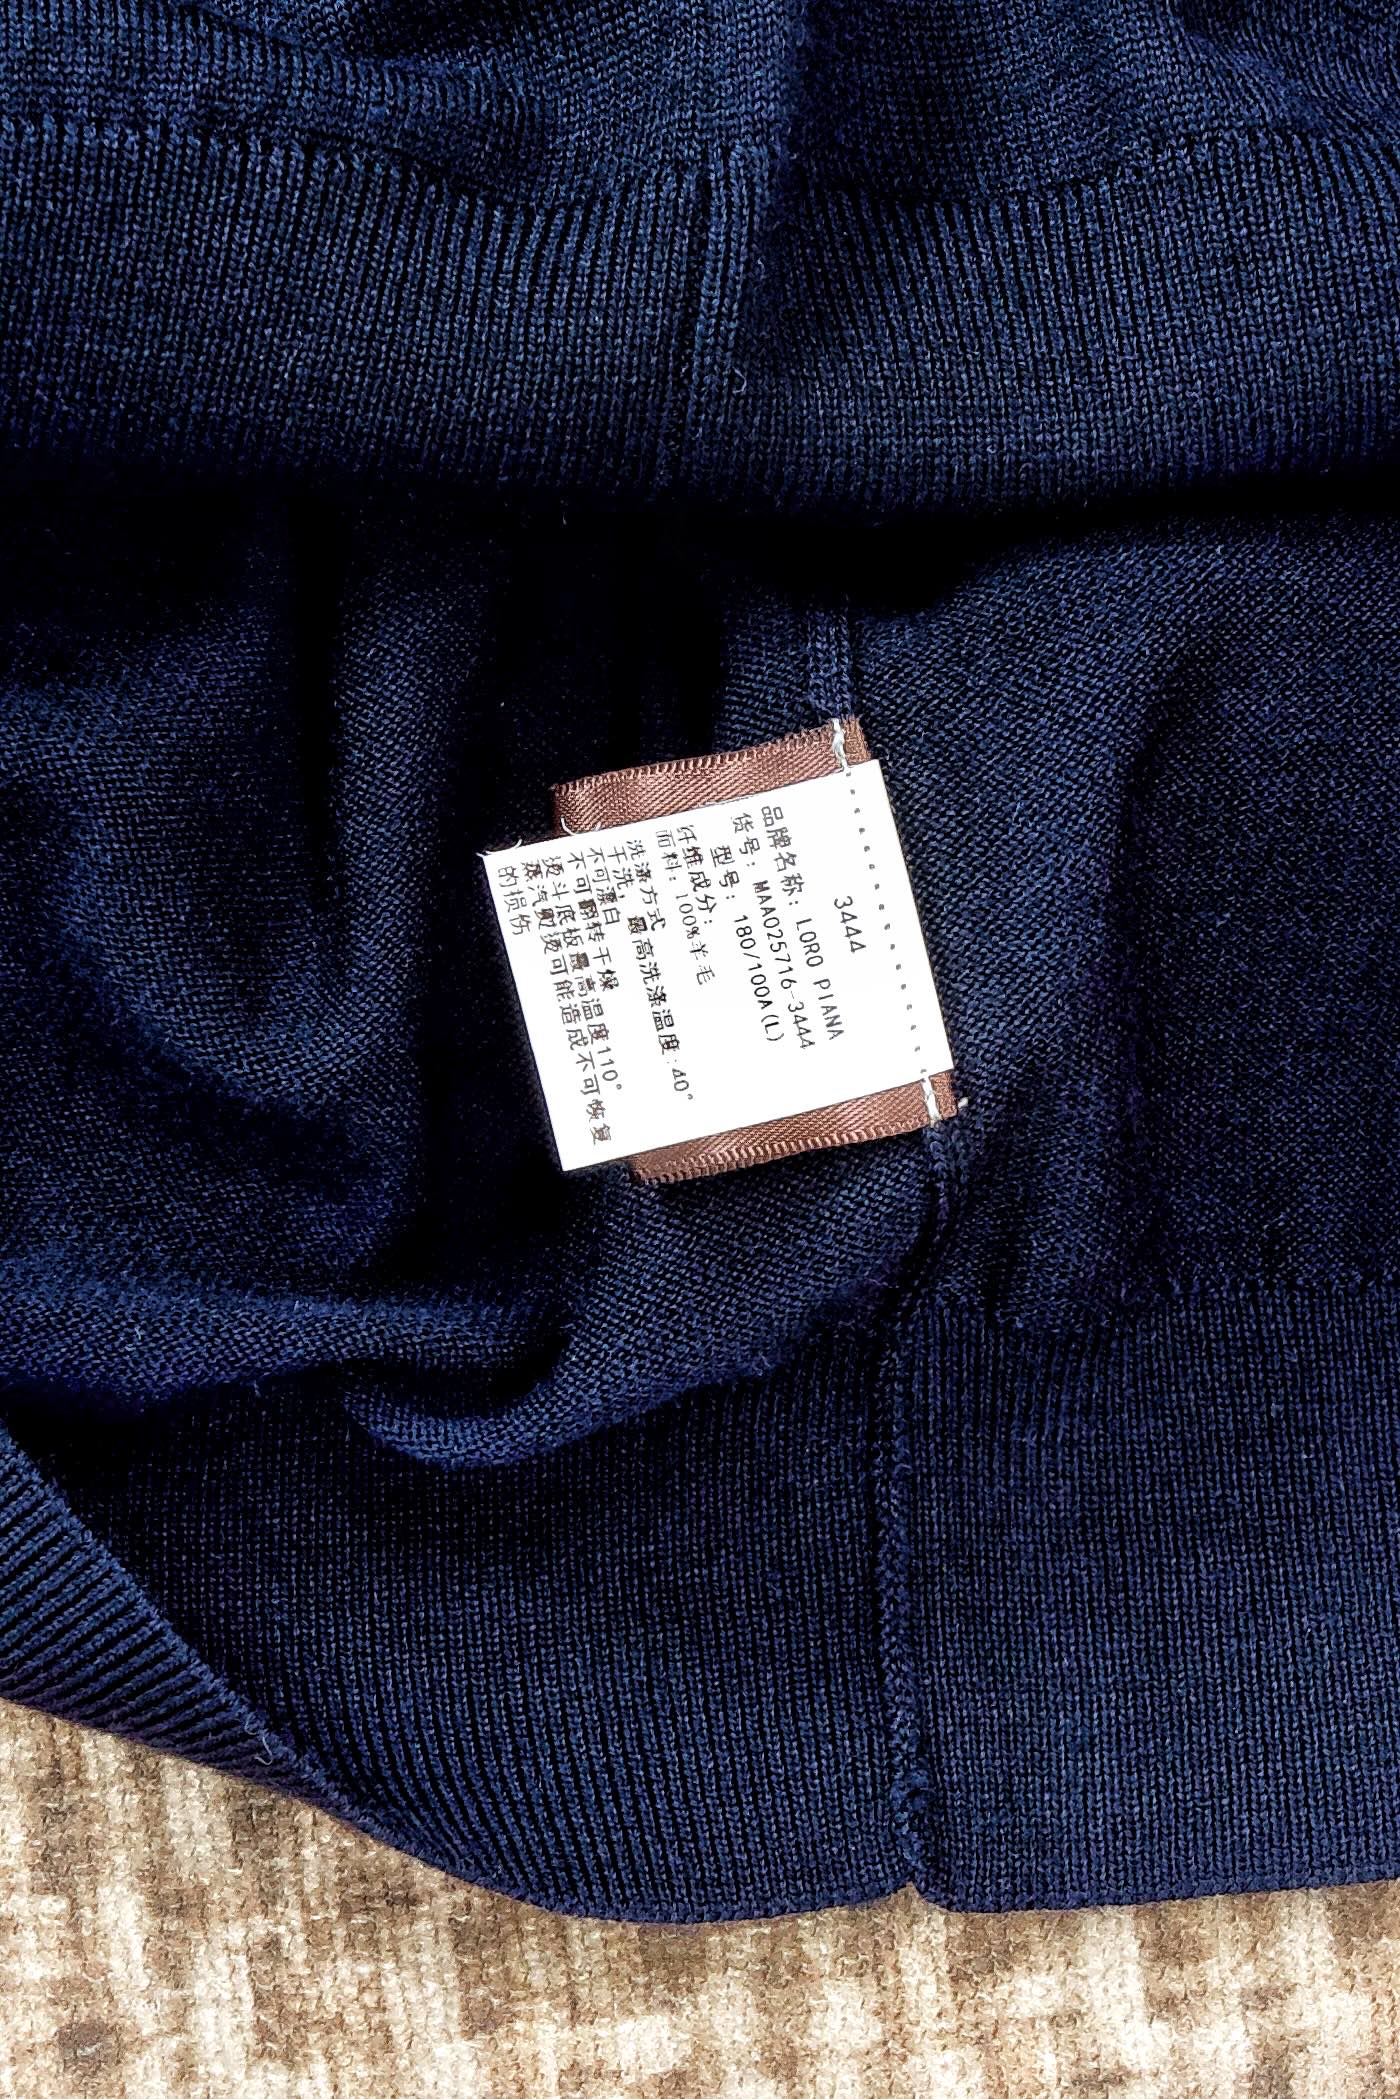 3444
品牌名称: LORO PIANA
货号: MAA025716-3444
型号: 180/100A(L)
纤维成分:
面料: 100%羊毛
洗涤方式 最高洗涤温度:40°
干洗,
不可漂白
不可翻转干燥
烫斗底板最高温度110°
蒸汽熨烫可能造成不可恢复
的损伤